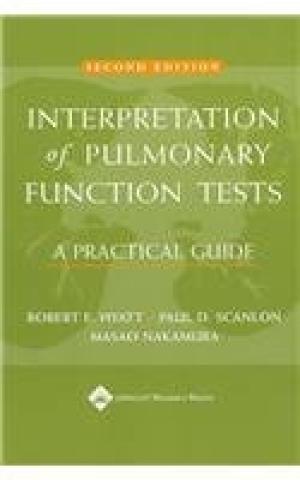 SECOND EDITION
INTERPRETATION
of PULMONARY
FUNCTION TESTS
A PRACTICAL GUIDE
ROBERT E. HYATT · PAUL D. SCANLON
MASAO NAKAMURA